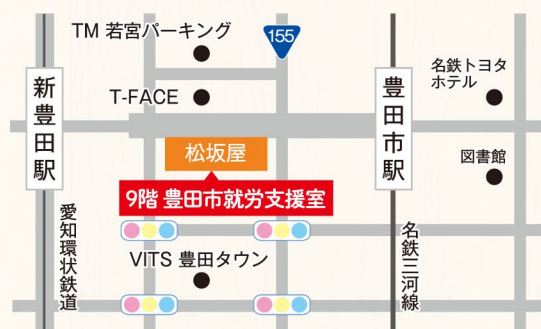 TM 若宮パーキング
155
名鉄トヨタ
ホテル
T-FACE
新豊田駅
豊田市駅
松坂屋
図書館
9階 豊田市就労支援室
愛知環状鉄道
名鉄三河線
VITS 豊田タウン